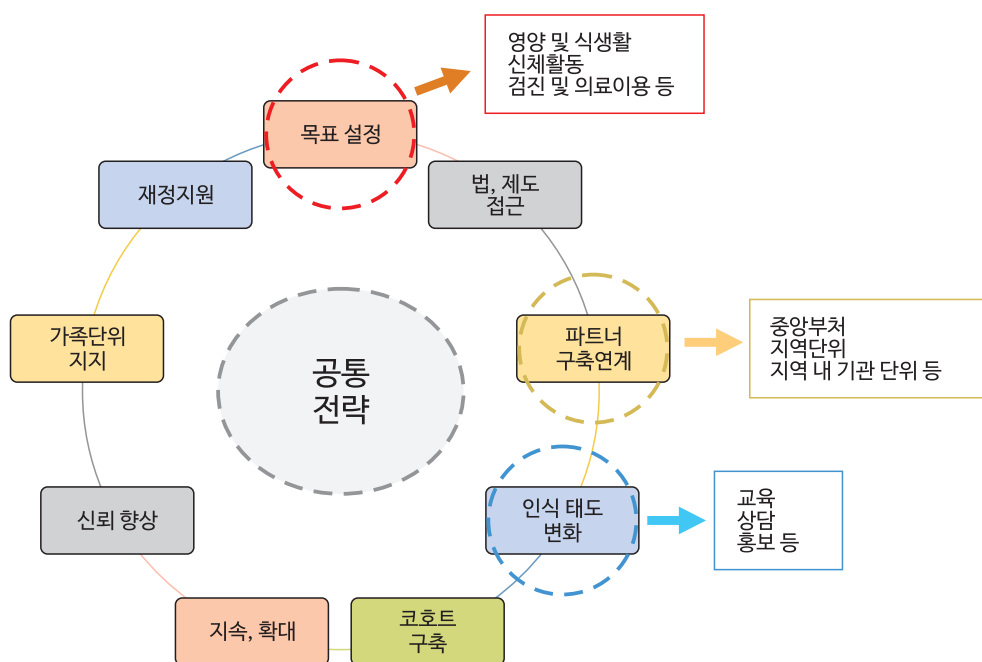 영양 및 식생활
신체활동
검진 및 의료이용 등
목표 설정
재정지원
법, 제도
접근
가족단위
지지
공통
전략
파트너
구축연계
중앙부처
지역단위
지역 내 기관 단위 등
신뢰 향상
인식 태도
변화
교육
상담
홍보 등
지속, 확대
코호트
구축